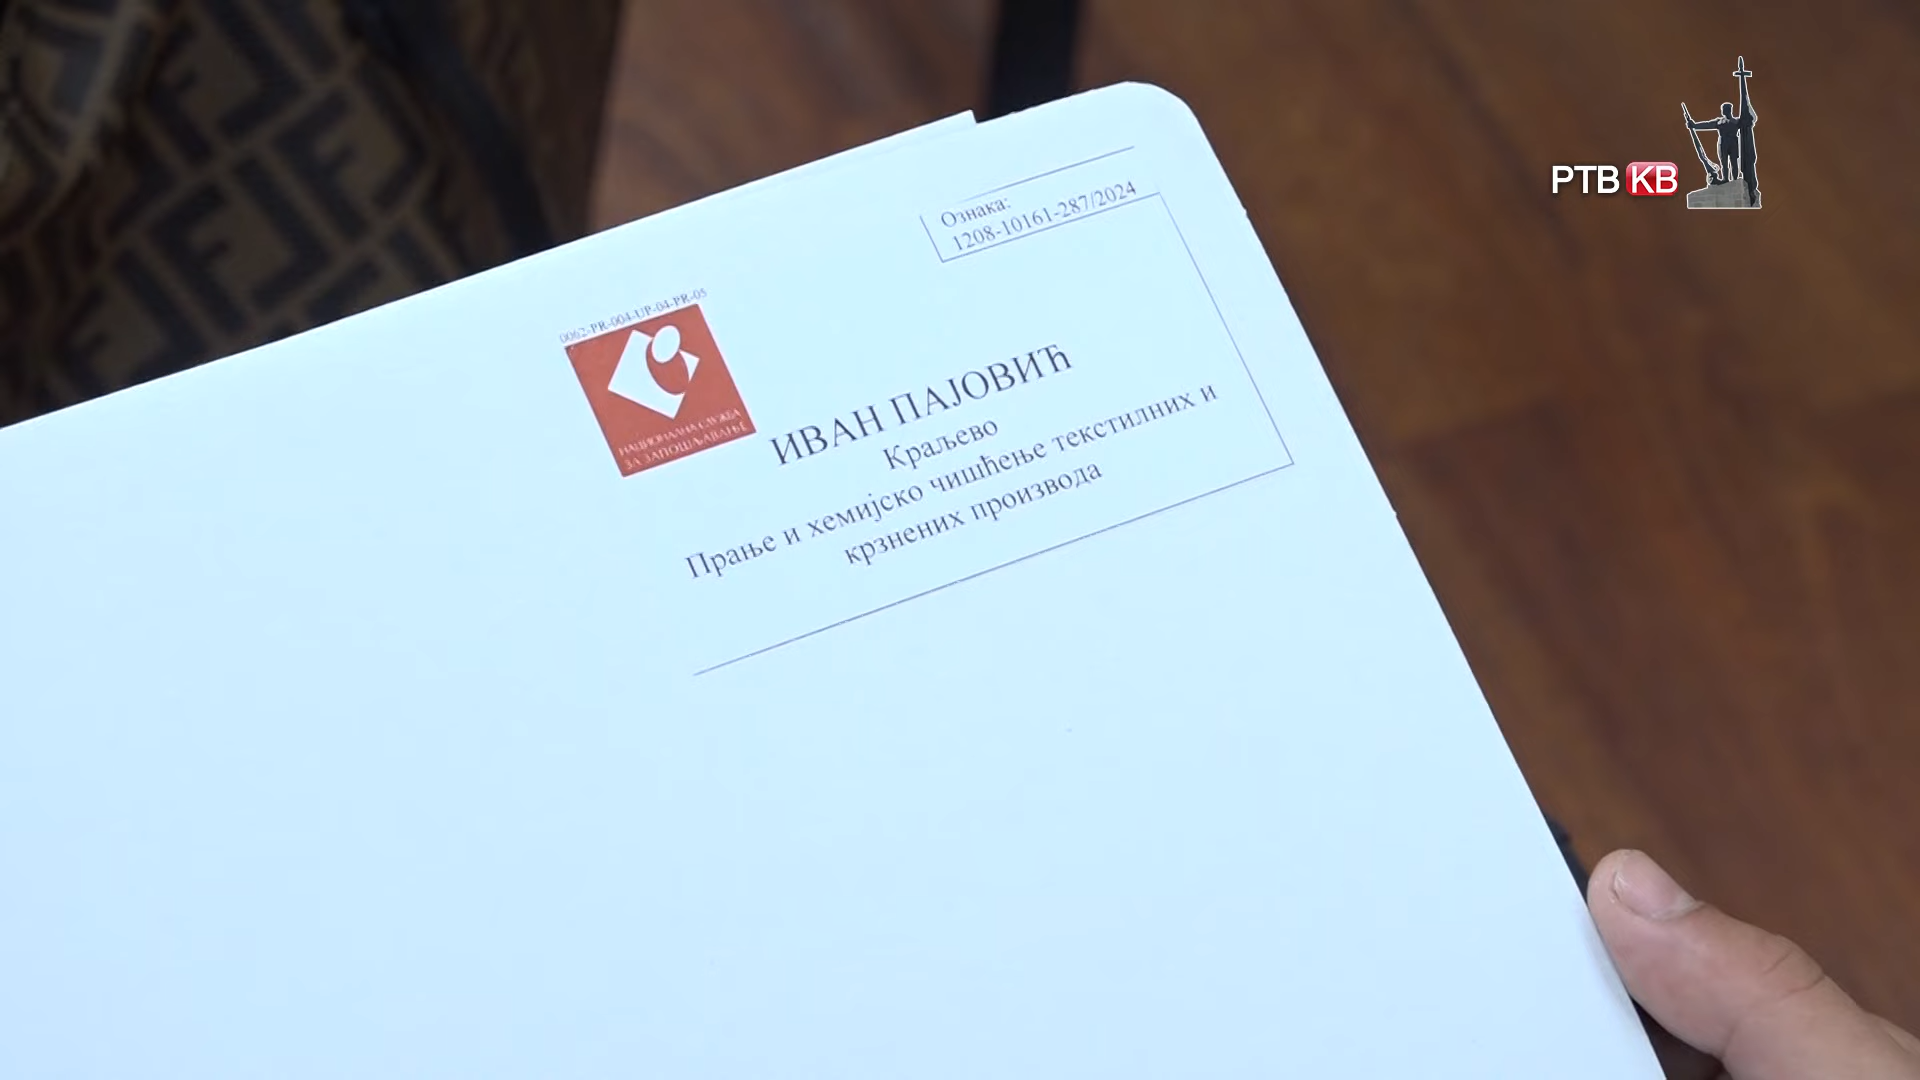 РТВ КВ
Ознака:
1208-10161-287/2024
0062-PR-004-UP-04-PR-05
НАЦИОНАЛНА СЛУЖБА
ЗА ЗАПОШЉАВАЊЕ
ИВАН ПАЈОВИЋ
Краљево
Прање и хемијско чишћење текстилних и
крзнених производа